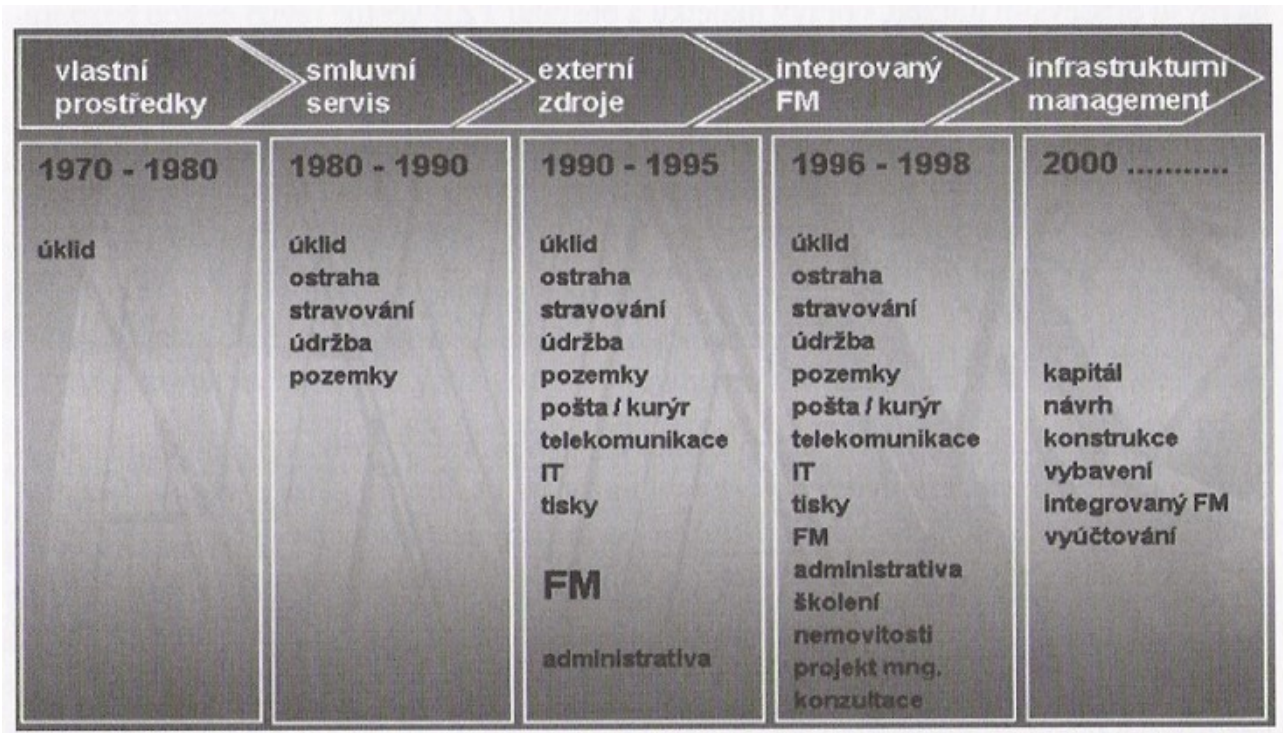 vlastní
prostředky
smluvní
servis
externí
zdroje
integrovaný
FM
infrastrukturní
management
1970 - 1980
úklid
1980 - 1990
úklid
ostraha
stravování
údržba
pozemky
1990 - 1995
úklid
ostraha
stravování
údržba
pozemky
pošta / kurýr
telekomunikace
IT
tisky
FM
administrativa
1996 - 1998
úklid
ostraha
stravování
údržba
pozemky
pošta / kurýr
telekomunikace
IT
tisky
FM
administrativa
školení
nemovitosti
projekt mng.
konzultace
2000 ...........
kapitál
návrh
konstrukce
vybavení
integrovaný FM
vyúčtování